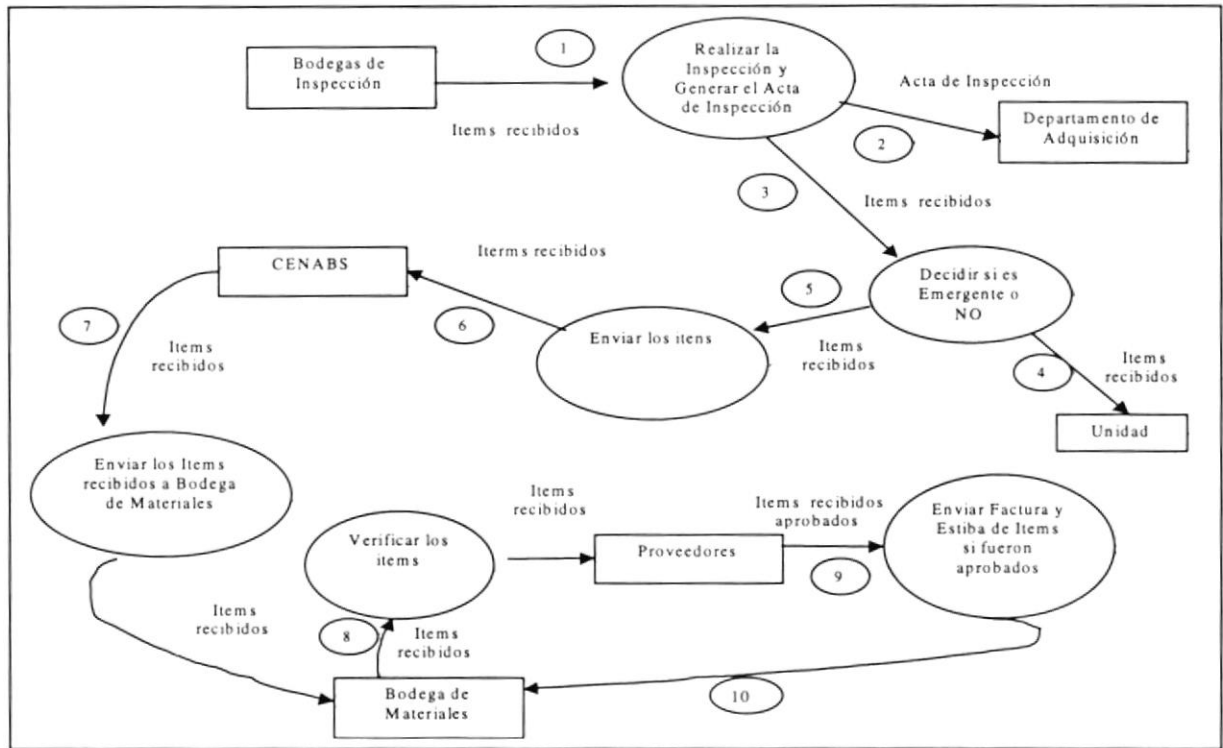 1
Bodegas de
Inspección
Realizar la
Inspección y
Generar el Acta
de Inspección
Items recibidos
Acta de Inspección
2
Departamento de
Adquisición
3
Items recibidos
CENABS
Iterms recibidos
Decidir si es
Emergente o
NO
5
7
6
Enviar los itens
Items
recibidos
Items
recibidos
4
Items
recibidos
Unidad
Enviar los Items
recibidos a Bodega
de Materiales
Items
recibidos
Items recibidos
aprobados
Enviar Factura y
Estiba de Items
si fueron
aprobados
Verificar los
items
Proveedores
9
Items
recibidos
8
Items
recibidos
Bodega de
Materiales
10